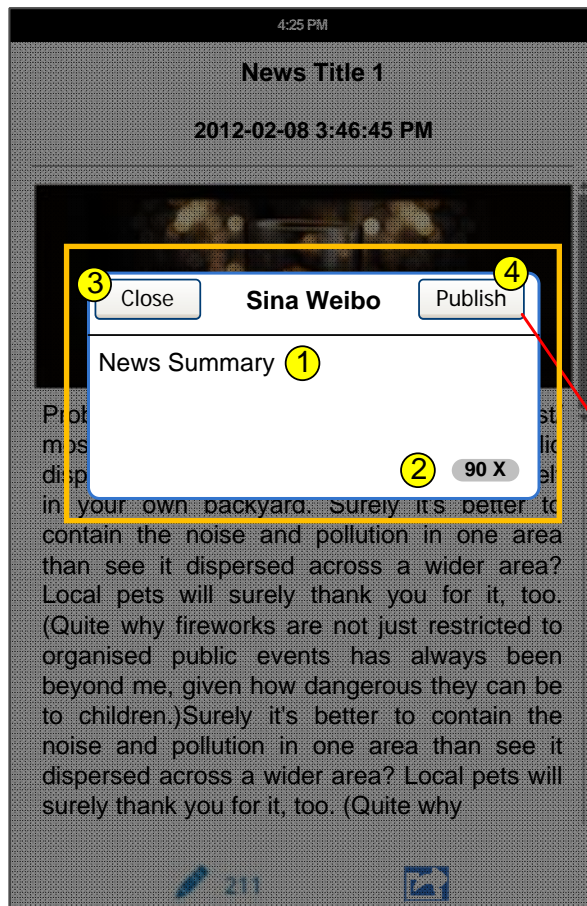 4:25 PM
News Title 1
2012-02-08 3:46:45 PM
3
Close
Sina Weibo
4
Publish
News Summary
1
2
90 X
in your own backyard. Surely it's better to
contain the noise and pollution in one area
than see it dispersed across a wider area?
Local pets will surely thank you for it, too.
(Quite why fireworks are not just restricted to
organised public events has always been
beyond me, given how dangerous they can be
to children.)Surely it's better to contain the
noise and pollution in one area than see it
dispersed across a wider area? Local pets will
surely thank you for it, too. (Quite why
211